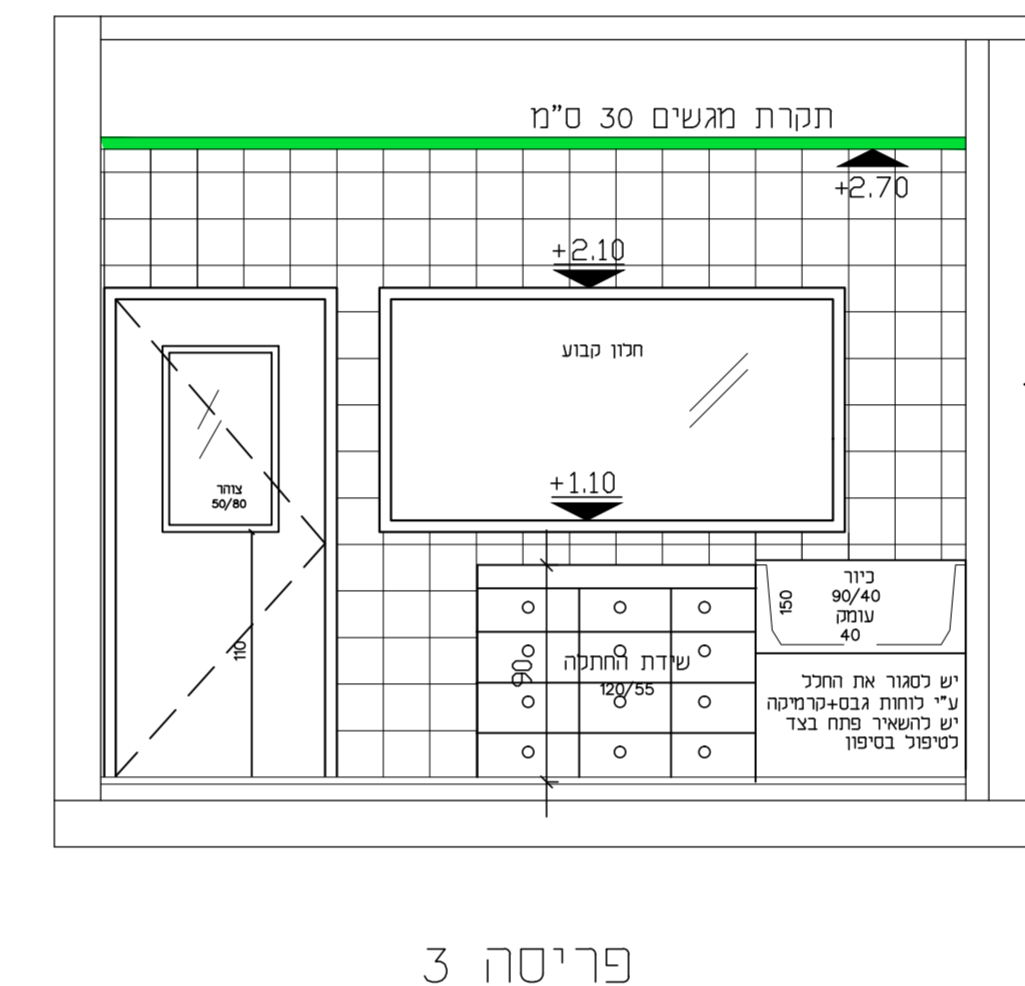 תקרת מגשים 30 ס"מ
+2.70
+2.10
חלון קבוע
+1.10
צוהר
50/80
110
90
שידת החתלה
120/55
כיור
90/40
עומק
40
150
יש לסגור את החלל
ע"י לוחות גבס+קרמיקה
יש להשאיר פתח בצד
לטיפול בסיפון
פריסה 3